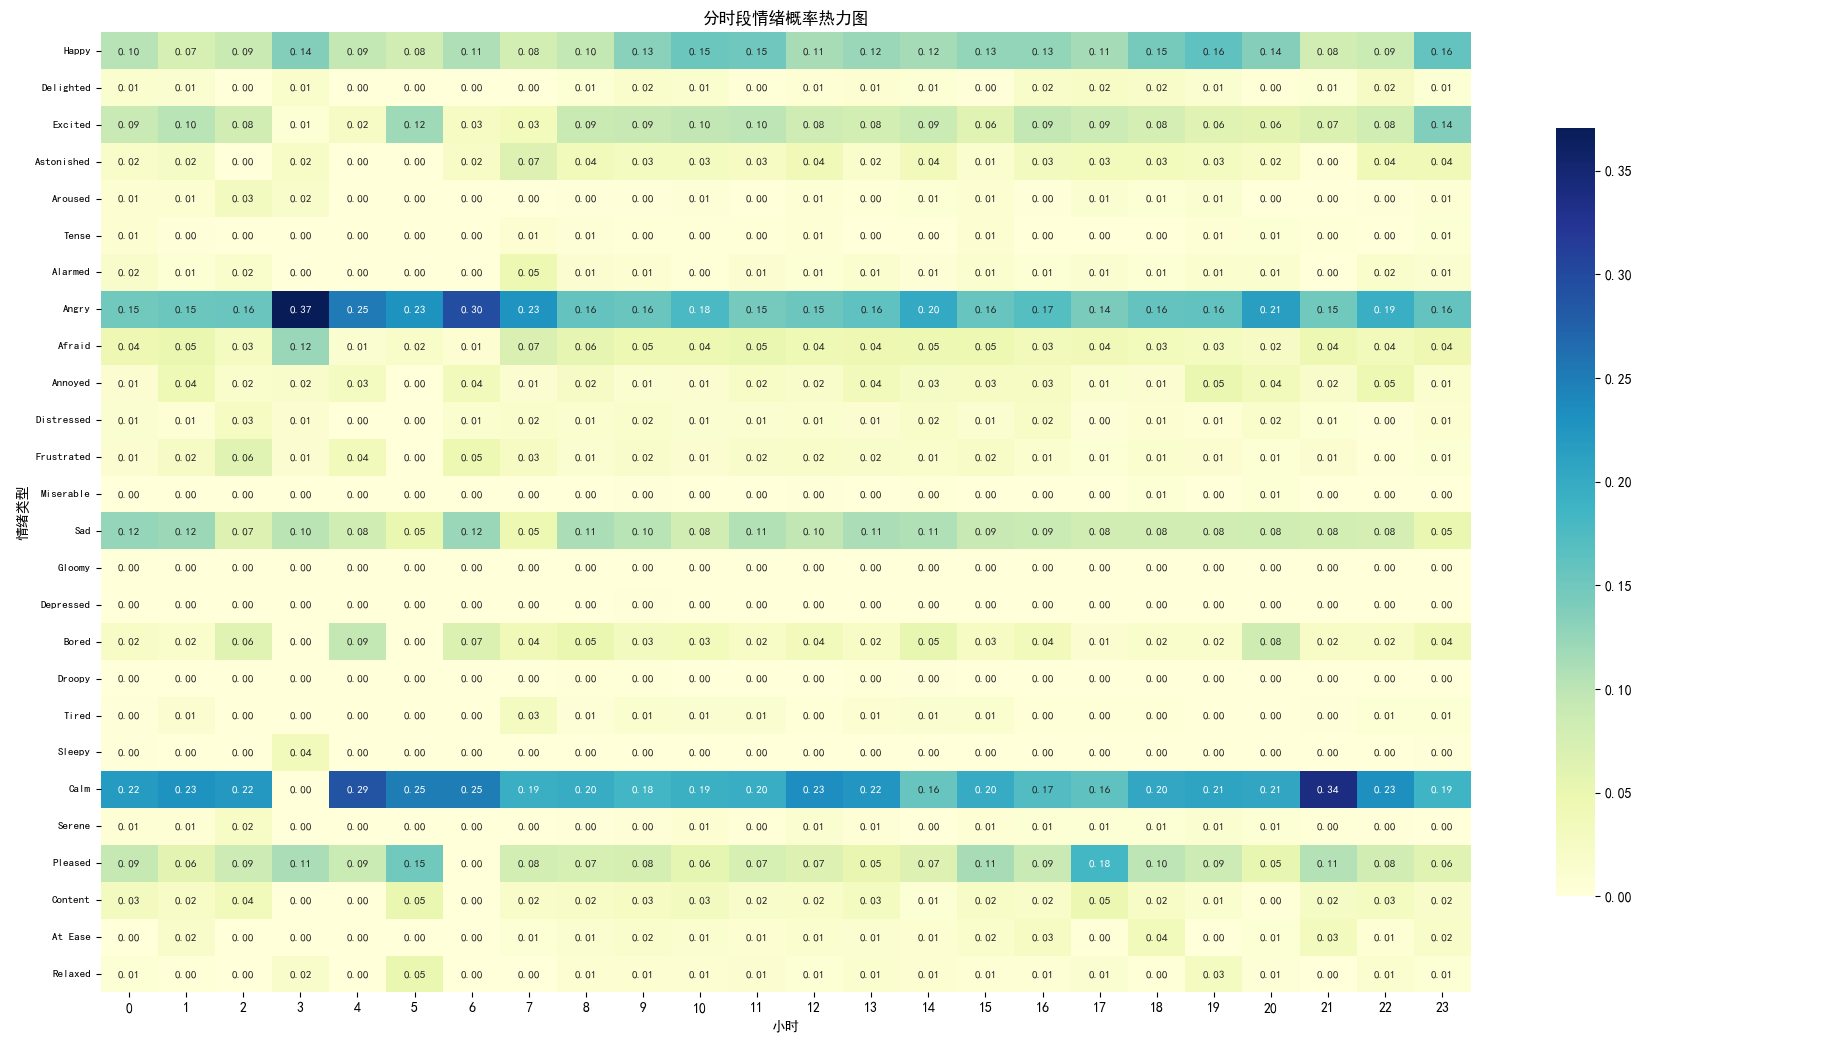 分时段情绪概率热力图
Happy 0.10 0.07 0.09 0.14 0.09 0.08 0.11 0.08 0.10 0.13 0.15 0.15 0.11 0.12 0.12 0.13 0.13 0.11 0.15 0.16 0.14 0.08 0.09 0.16
Delighted 0.01 0.01 0.00 0.01 0.00 0.00 0.00 0.00 0.01 0.02 0.01 0.00 0.01 0.01 0.01 0.00 0.02 0.02 0.02 0.01 0.00 0.01 0.02 0.01
Excited 0.09 0.10 0.08 0.01 0.02 0.12 0.03 0.03 0.09 0.09 0.10 0.10 0.08 0.08 0.09 0.06 0.09 0.09 0.08 0.06 0.06 0.07 0.08 0.14
Astonished 0.02 0.02 0.00 0.02 0.00 0.00 0.02 0.07 0.04 0.03 0.03 0.03 0.04 0.02 0.04 0.01 0.03 0.03 0.03 0.03 0.02 0.00 0.04 0.04
Aroused 0.01 0.01 0.03 0.02 0.00 0.00 0.00 0.00 0.00 0.00 0.01 0.00 0.01 0.00 0.01 0.01 0.00 0.01 0.01 0.01 0.00 0.00 0.00 0.01
Tense 0.01 0.00 0.00 0.00 0.00 0.00 0.00 0.01 0.01 0.00 0.00 0.00 0.01 0.00 0.00 0.01 0.00 0.00 0.00 0.01 0.01 0.00 0.00 0.01
Alarmed 0.02 0.01 0.02 0.00 0.00 0.00 0.00 0.05 0.01 0.01 0.00 0.01 0.01 0.01 0.01 0.01 0.01 0.01 0.01 0.01 0.01 0.00 0.02 0.01
Angry 0.15 0.15 0.16 0.37 0.25 0.23 0.30 0.23 0.16 0.16 0.18 0.15 0.15 0.16 0.20 0.16 0.17 0.14 0.16 0.16 0.21 0.15 0.19 0.16
Afraid 0.04 0.05 0.03 0.12 0.01 0.02 0.01 0.07 0.06 0.05 0.04 0.05 0.04 0.04 0.05 0.05 0.03 0.04 0.03 0.03 0.02 0.04 0.04 0.04
Annoyed 0.01 0.04 0.02 0.02 0.03 0.00 0.04 0.01 0.02 0.01 0.01 0.02 0.02 0.04 0.03 0.03 0.03 0.01 0.01 0.05 0.04 0.02 0.05 0.01
Distressed 0.01 0.01 0.03 0.01 0.00 0.00 0.01 0.02 0.01 0.02 0.01 0.01 0.01 0.01 0.02 0.01 0.02 0.00 0.01 0.01 0.02 0.01 0.00 0.01
Frustrated 0.01 0.02 0.06 0.01 0.04 0.00 0.05 0.03 0.01 0.02 0.01 0.02 0.02 0.02 0.01 0.02 0.01 0.01 0.01 0.01 0.01 0.01 0.00 0.01
Miserable 0.00 0.00 0.00 0.00 0.00 0.00 0.00 0.00 0.00 0.00 0.00 0.00 0.00 0.00 0.00 0.00 0.00 0.00 0.01 0.00 0.01 0.00 0.00 0.00
Sad 0.12 0.12 0.07 0.10 0.08 0.05 0.12 0.05 0.11 0.10 0.08 0.11 0.10 0.11 0.11 0.09 0.09 0.08 0.08 0.08 0.08 0.08 0.08 0.05
Gloomy 0.00 0.00 0.00 0.00 0.00 0.00 0.00 0.00 0.00 0.00 0.00 0.00 0.00 0.00 0.00 0.00 0.00 0.00 0.00 0.00 0.00 0.00 0.00 0.00
Depressed 0.00 0.00 0.00 0.00 0.00 0.00 0.00 0.00 0.00 0.00 0.00 0.00 0.00 0.00 0.00 0.00 0.00 0.00 0.00 0.00 0.00 0.00 0.00 0.00
Bored 0.02 0.02 0.06 0.00 0.09 0.00 0.07 0.04 0.05 0.03 0.03 0.02 0.04 0.02 0.05 0.03 0.04 0.01 0.02 0.02 0.08 0.02 0.02 0.04
Droopy 0.00 0.00 0.00 0.00 0.00 0.00 0.00 0.00 0.00 0.00 0.00 0.00 0.00 0.00 0.00 0.00 0.00 0.00 0.00 0.00 0.00 0.00 0.00 0.00
Tired 0.00 0.01 0.00 0.00 0.00 0.00 0.00 0.03 0.01 0.01 0.01 0.01 0.00 0.01 0.01 0.01 0.00 0.00 0.00 0.00 0.00 0.00 0.01 0.01
Sleepy 0.00 0.00 0.00 0.04 0.00 0.00 0.00 0.00 0.00 0.00 0.00 0.00 0.00 0.00 0.00 0.00 0.00 0.00 0.00 0.00 0.00 0.00 0.00 0.00
Calm 0.22 0.23 0.22 0.00 0.29 0.25 0.25 0.19 0.20 0.18 0.19 0.20 0.23 0.22 0.16 0.20 0.17 0.16 0.20 0.21 0.21 0.34 0.23 0.19
Serene 0.01 0.01 0.02 0.00 0.00 0.00 0.00 0.00 0.00 0.00 0.01 0.00 0.01 0.01 0.00 0.01 0.01 0.01 0.01 0.01 0.01 0.00 0.00 0.00
Pleased 0.09 0.06 0.09 0.11 0.09 0.15 0.00 0.08 0.07 0.08 0.06 0.07 0.07 0.05 0.07 0.11 0.09 0.18 0.10 0.09 0.05 0.11 0.08 0.06
Content 0.03 0.02 0.04 0.00 0.00 0.05 0.00 0.02 0.02 0.03 0.03 0.02 0.02 0.03 0.01 0.02 0.02 0.05 0.02 0.01 0.00 0.02 0.03 0.02
At Ease 0.00 0.02 0.00 0.00 0.00 0.00 0.00 0.01 0.01 0.02 0.01 0.01 0.01 0.01 0.01 0.02 0.03 0.00 0.04 0.00 0.01 0.03 0.01 0.02
Relaxed 0.01 0.00 0.00 0.02 0.00 0.05 0.00 0.00 0.01 0.01 0.01 0.01 0.01 0.01 0.01 0.01 0.01 0.01 0.00 0.03 0.01 0.00 0.01 0.01
0 1 2 3 4 5 6 7 8 9 10 11 12 13 14 15 16 17 18 19 20 21 22 23
小时
情绪类型
0.35
0.30
0.25
0.20
0.15
0.10
0.05
0.00